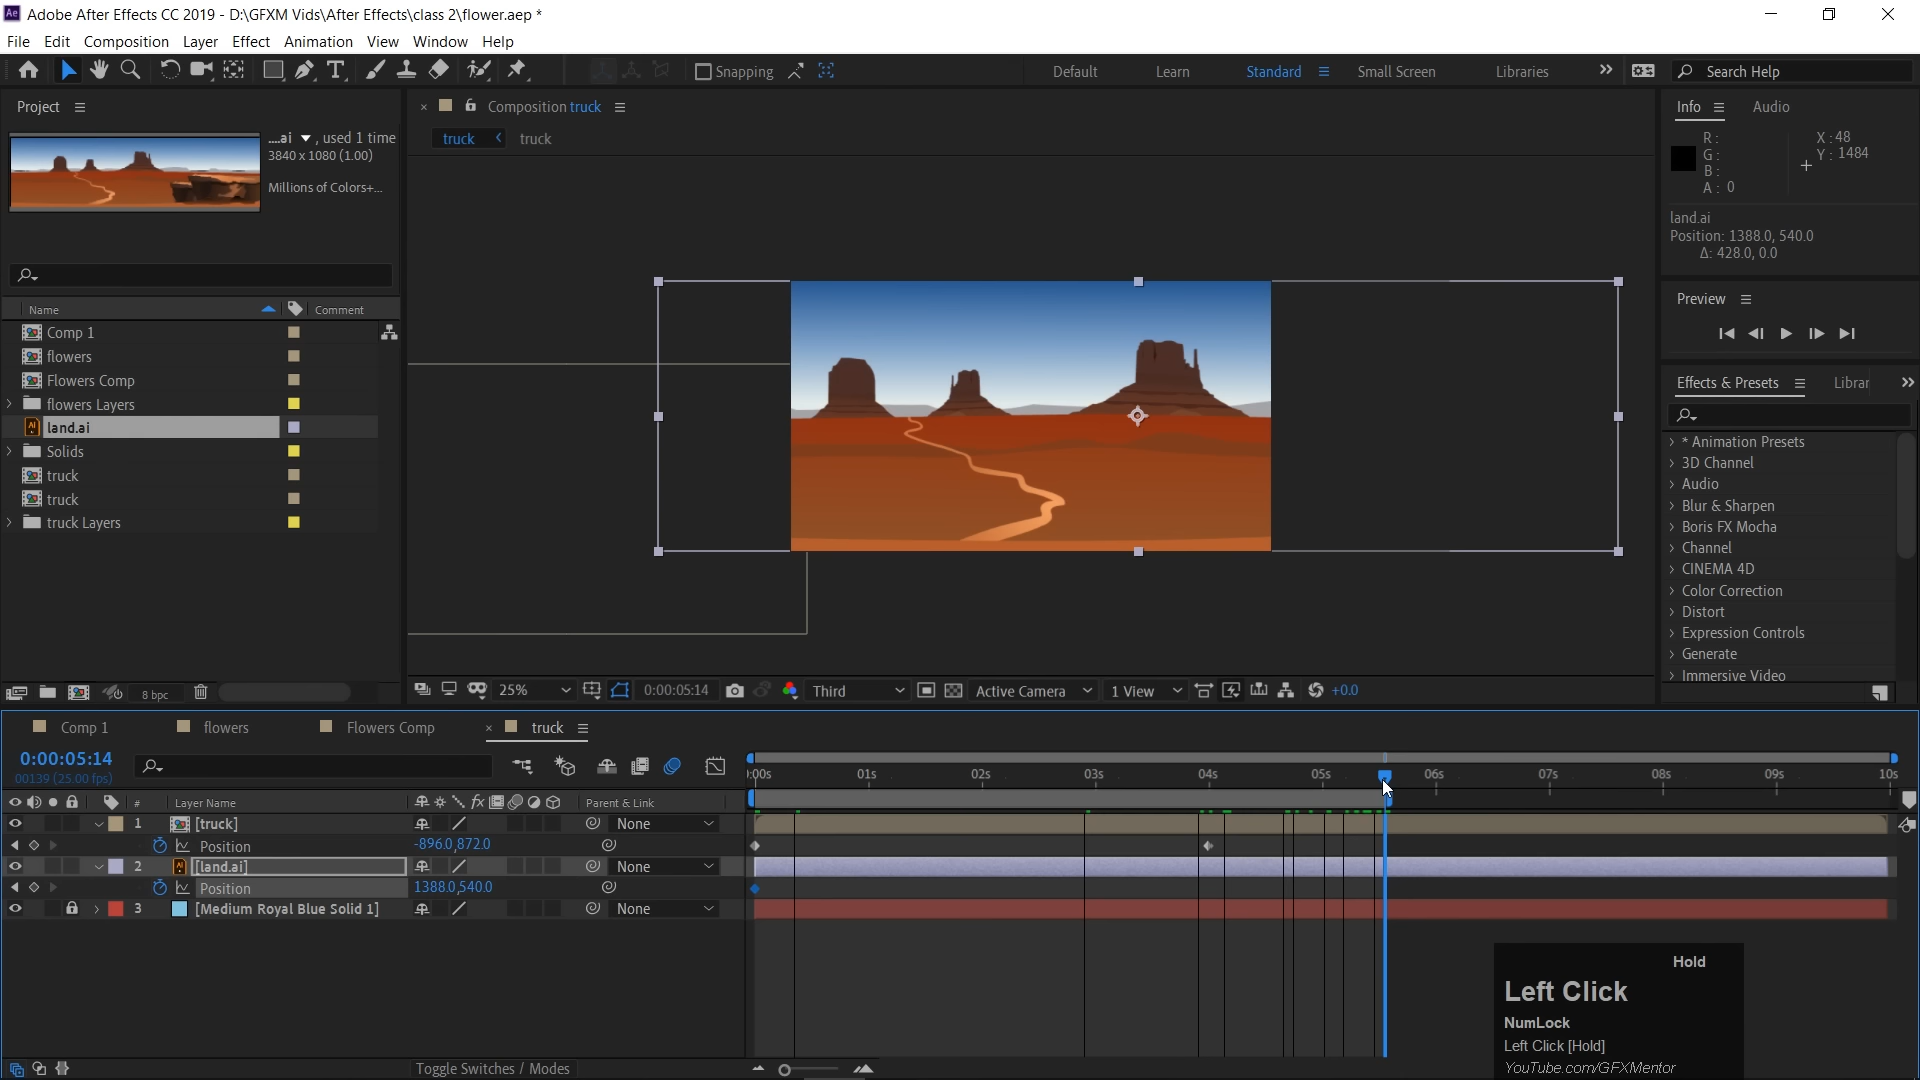 Adobe After Effects CC 2019 - D:\GFXM Vids\After Effects\class 2\flower.aep *
File Edit Composition Layer Effect Animation View Window Help
Snapping Default Learn Standard Small Screen Libraries Search Help
Project
....ai , used 1 time
3840 x 1080 (1.00)
Millions of Colors+...
Name Comment
Comp 1
flowers
Flowers Comp
flowers Layers
land.ai
Solids
truck
truck
truck Layers
8 bpc
Composition truck
truck truck
25% 0:00:05:14 Third Active Camera 1 View +0.0
Info Audio
R: X:48
G: Y: 1484
B:
A: 0
land.ai
Position: 1388.0, 540.0
Δ: 428.0, 0.0
Preview
Effects & Presets Librar
* Animation Presets
3D Channel
Audio
Blur & Sharpen
Boris FX Mocha
Channel
CINEMA 4D
Color Correction
Distort
Expression Controls
Generate
Immersive Video
Comp 1 flowers Flowers Comp truck
0:00:05:14
00139 (25.00 fps)
):00s 01s 02s 03s 04s 05s 06s 07s 08s 09s 10s
# Layer Name Parent & Link
1 [truck] None
Position -896.0,872.0
2 [land.ai] None
Position 1388.0,540.0
3 [Medium Royal Blue Solid 1] None
Toggle Switches / Modes
Hold
Left Click
NumLock
Left Click [Hold]
YouTube.com/GFXMentor